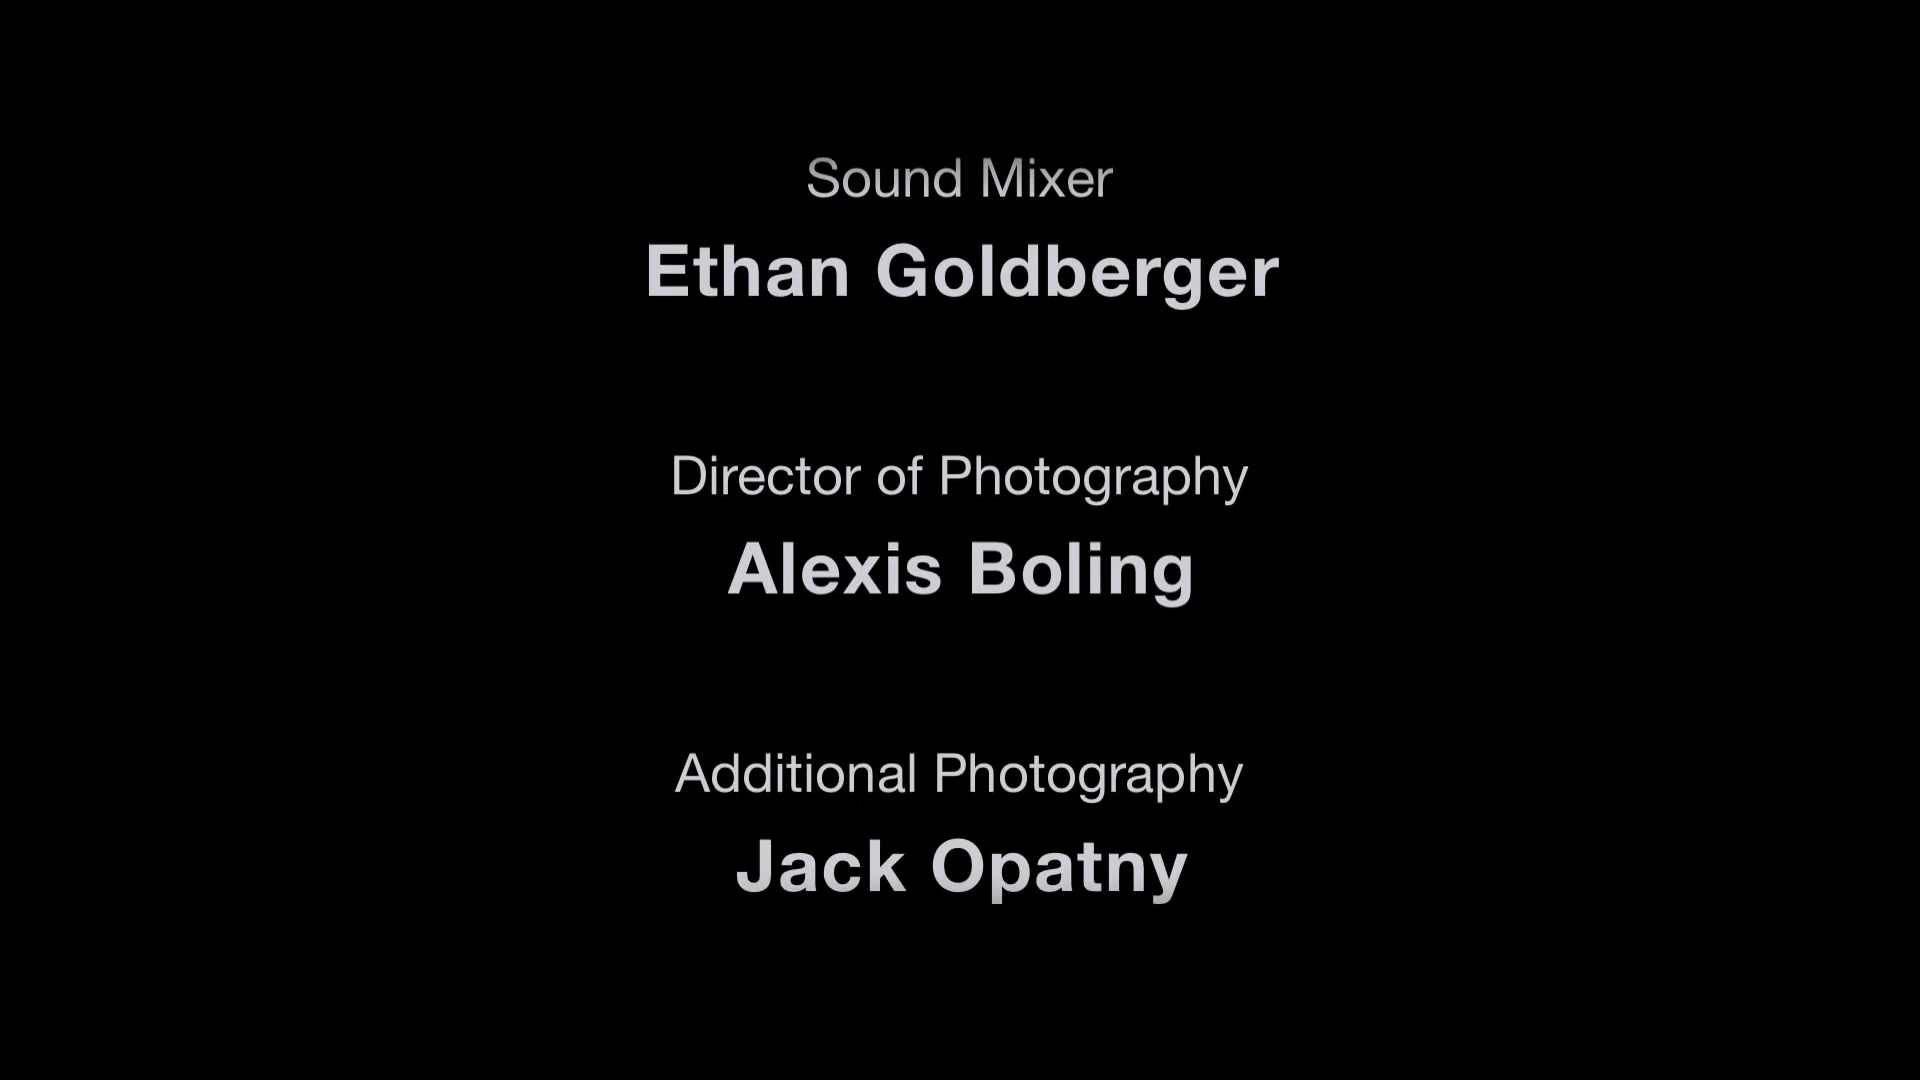 Sound Mixer
Ethan Goldberger
Director of Photography
Alexis Boling
Additional Photography
Jack Opatny